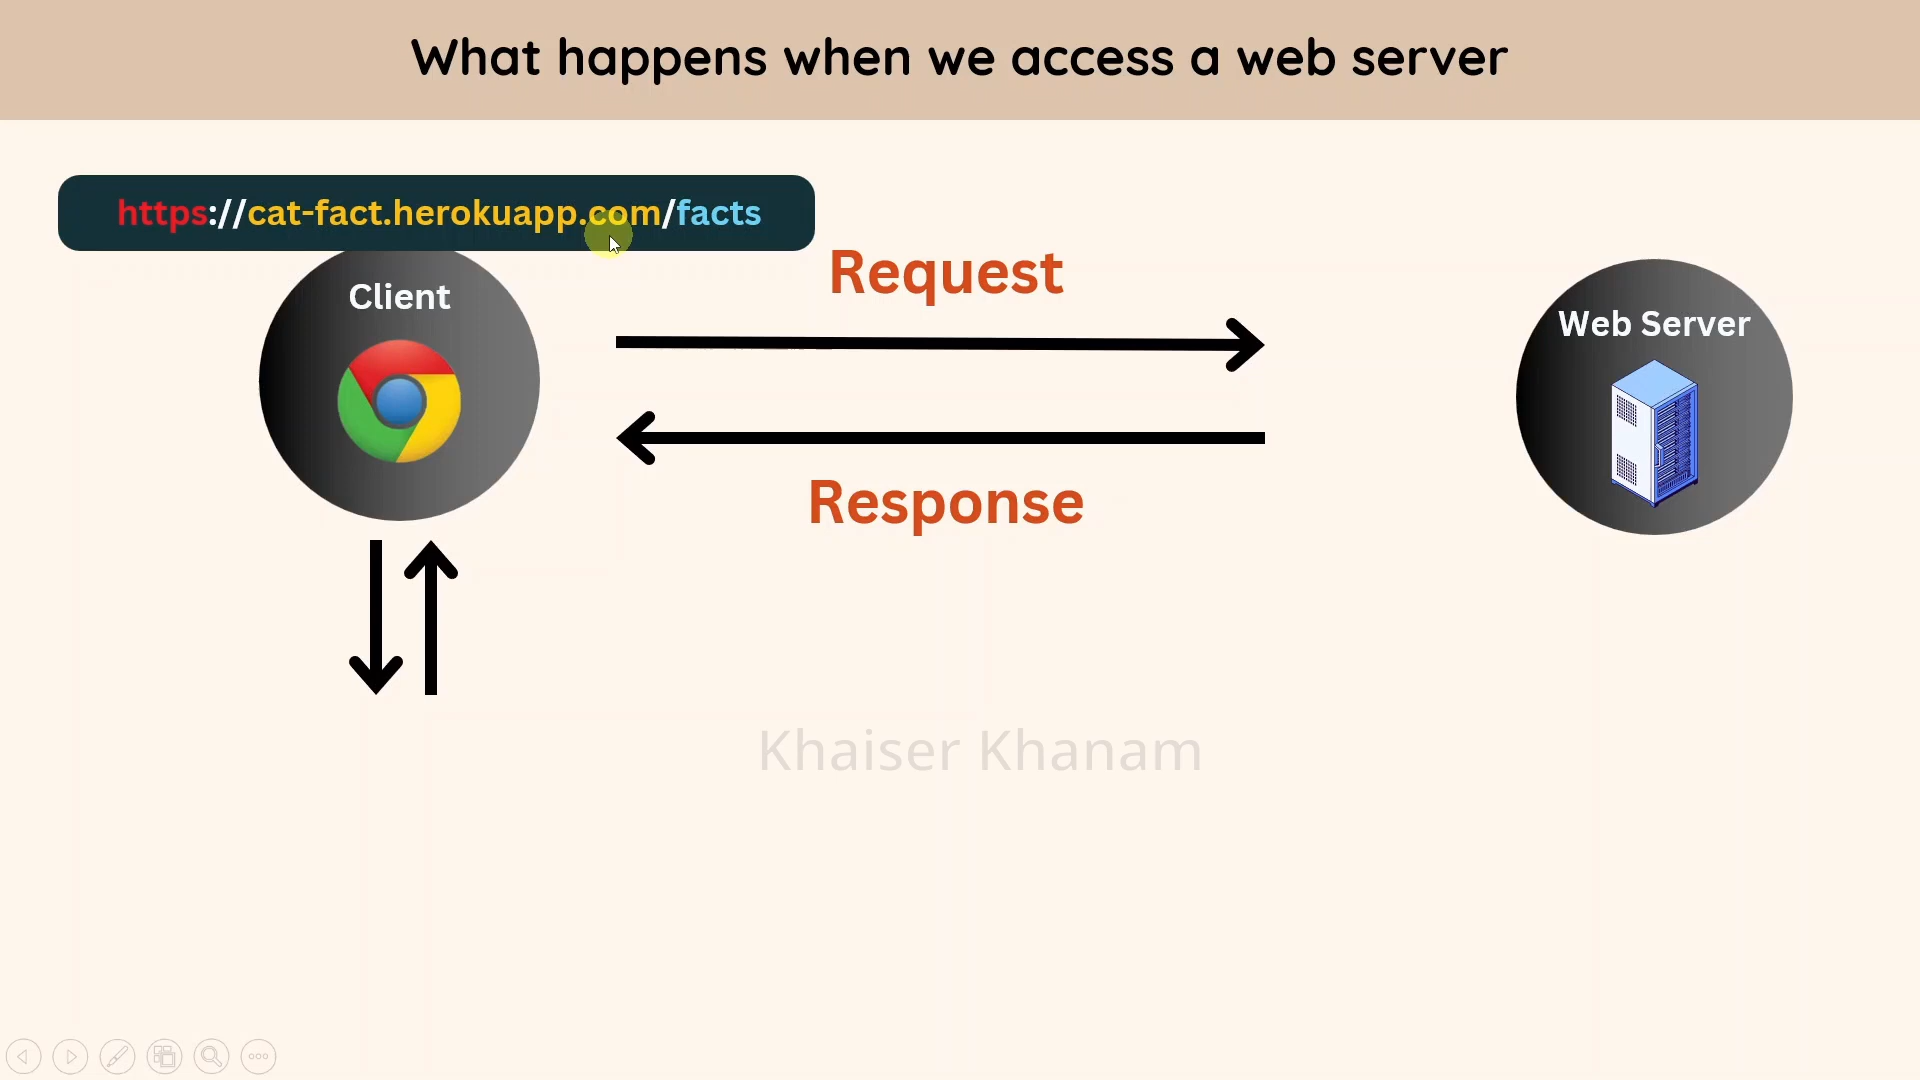 What happens when we access a web server
https://cat-fact.herokuapp.com/facts
Request
Client
Web Server
Response
Khaiser Khanam